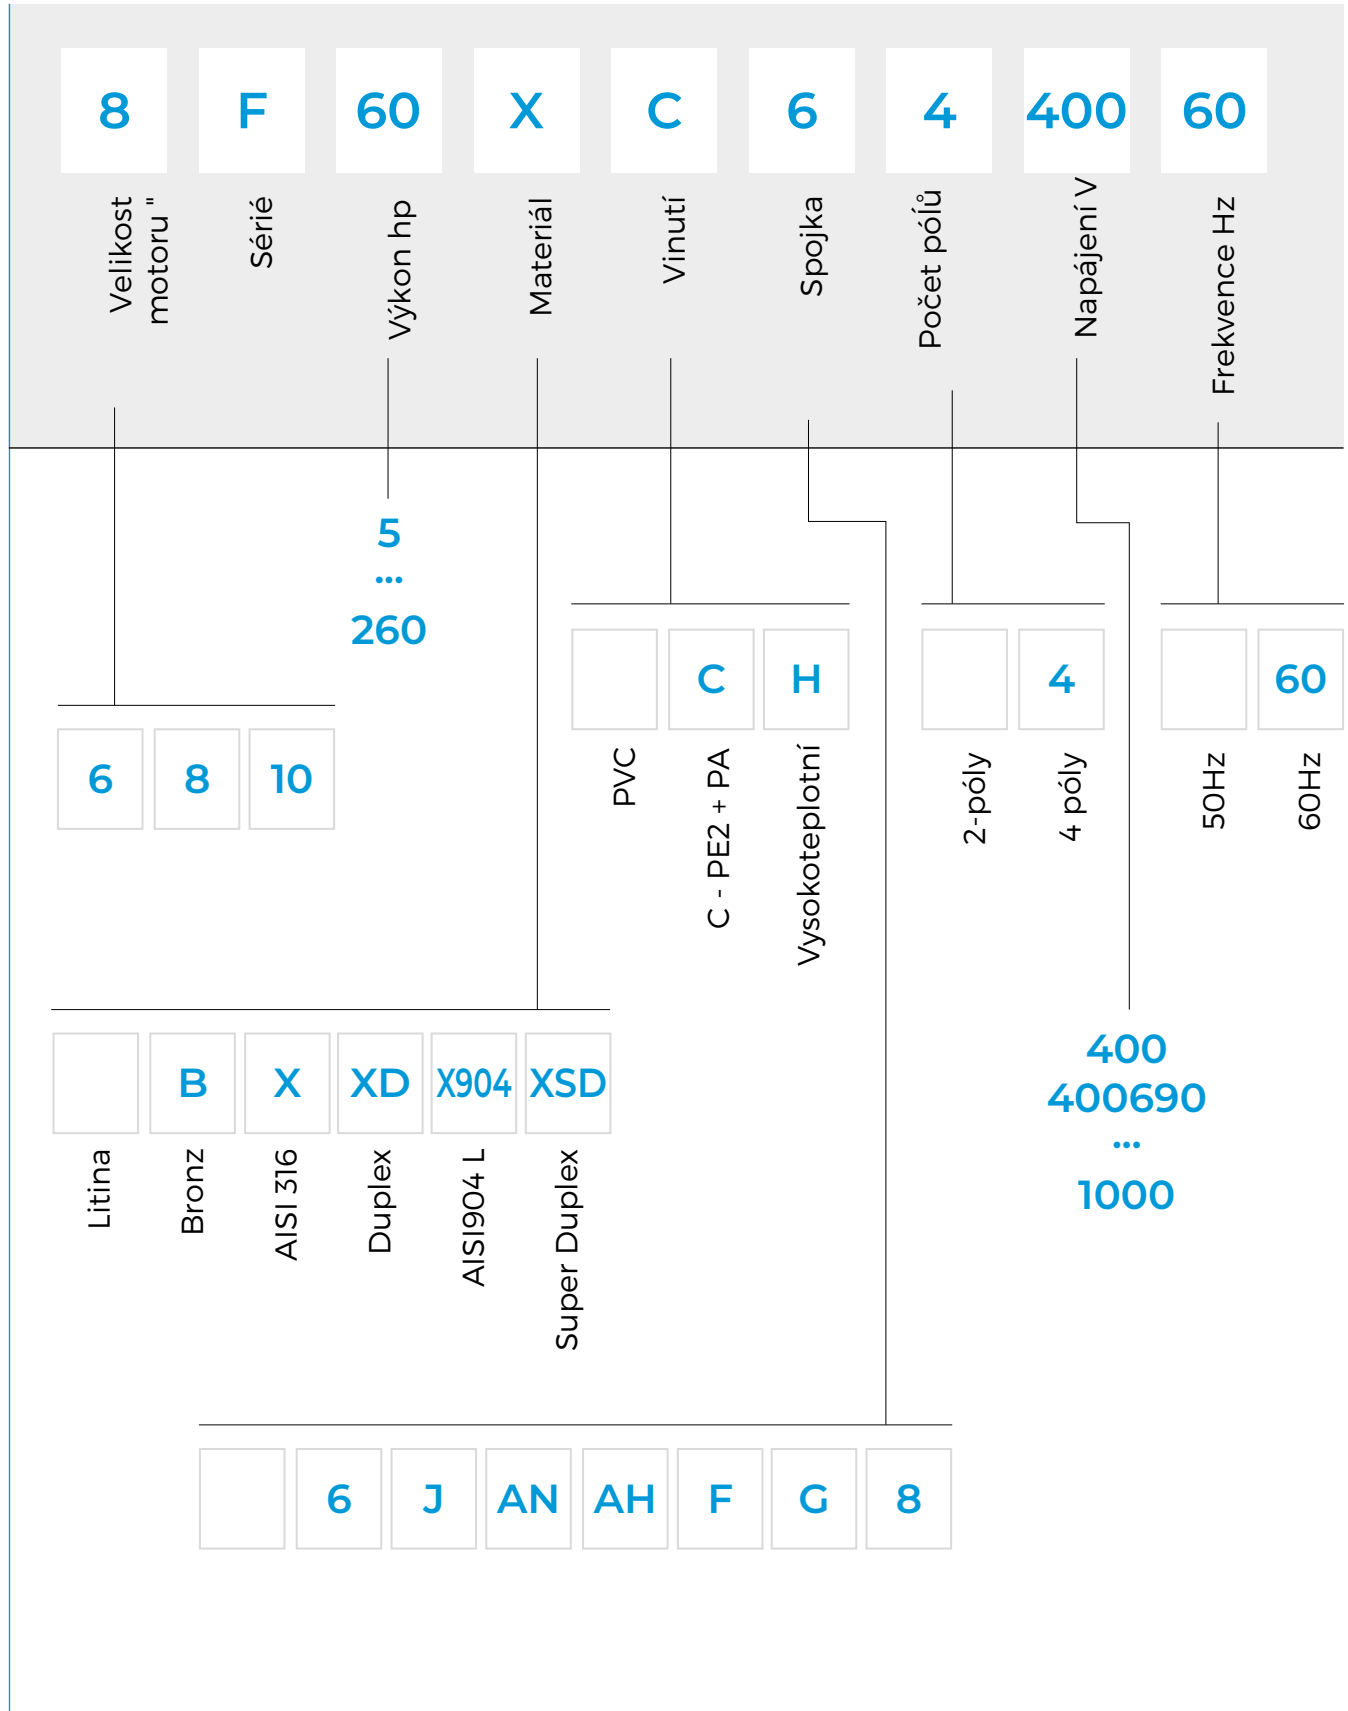 8 F 60 X C 6 4 400 60
Velikost
motoru "
Sérié
Výkon hp
Materiál
Vinutí
Spojka
Počet pólů
Napájení V
Frekvence Hz
5
...
260
6 8 10
C H
PVC
C - PE2 + PA
Vysokoteplotní
4
2-póly
4 póly
60
50Hz
60Hz
B X XD X904 XSD
Litina
Bronz
AISI 316
Duplex
AISI904 L
Super Duplex
400
400690
...
1000
6 J AN AH F G 8